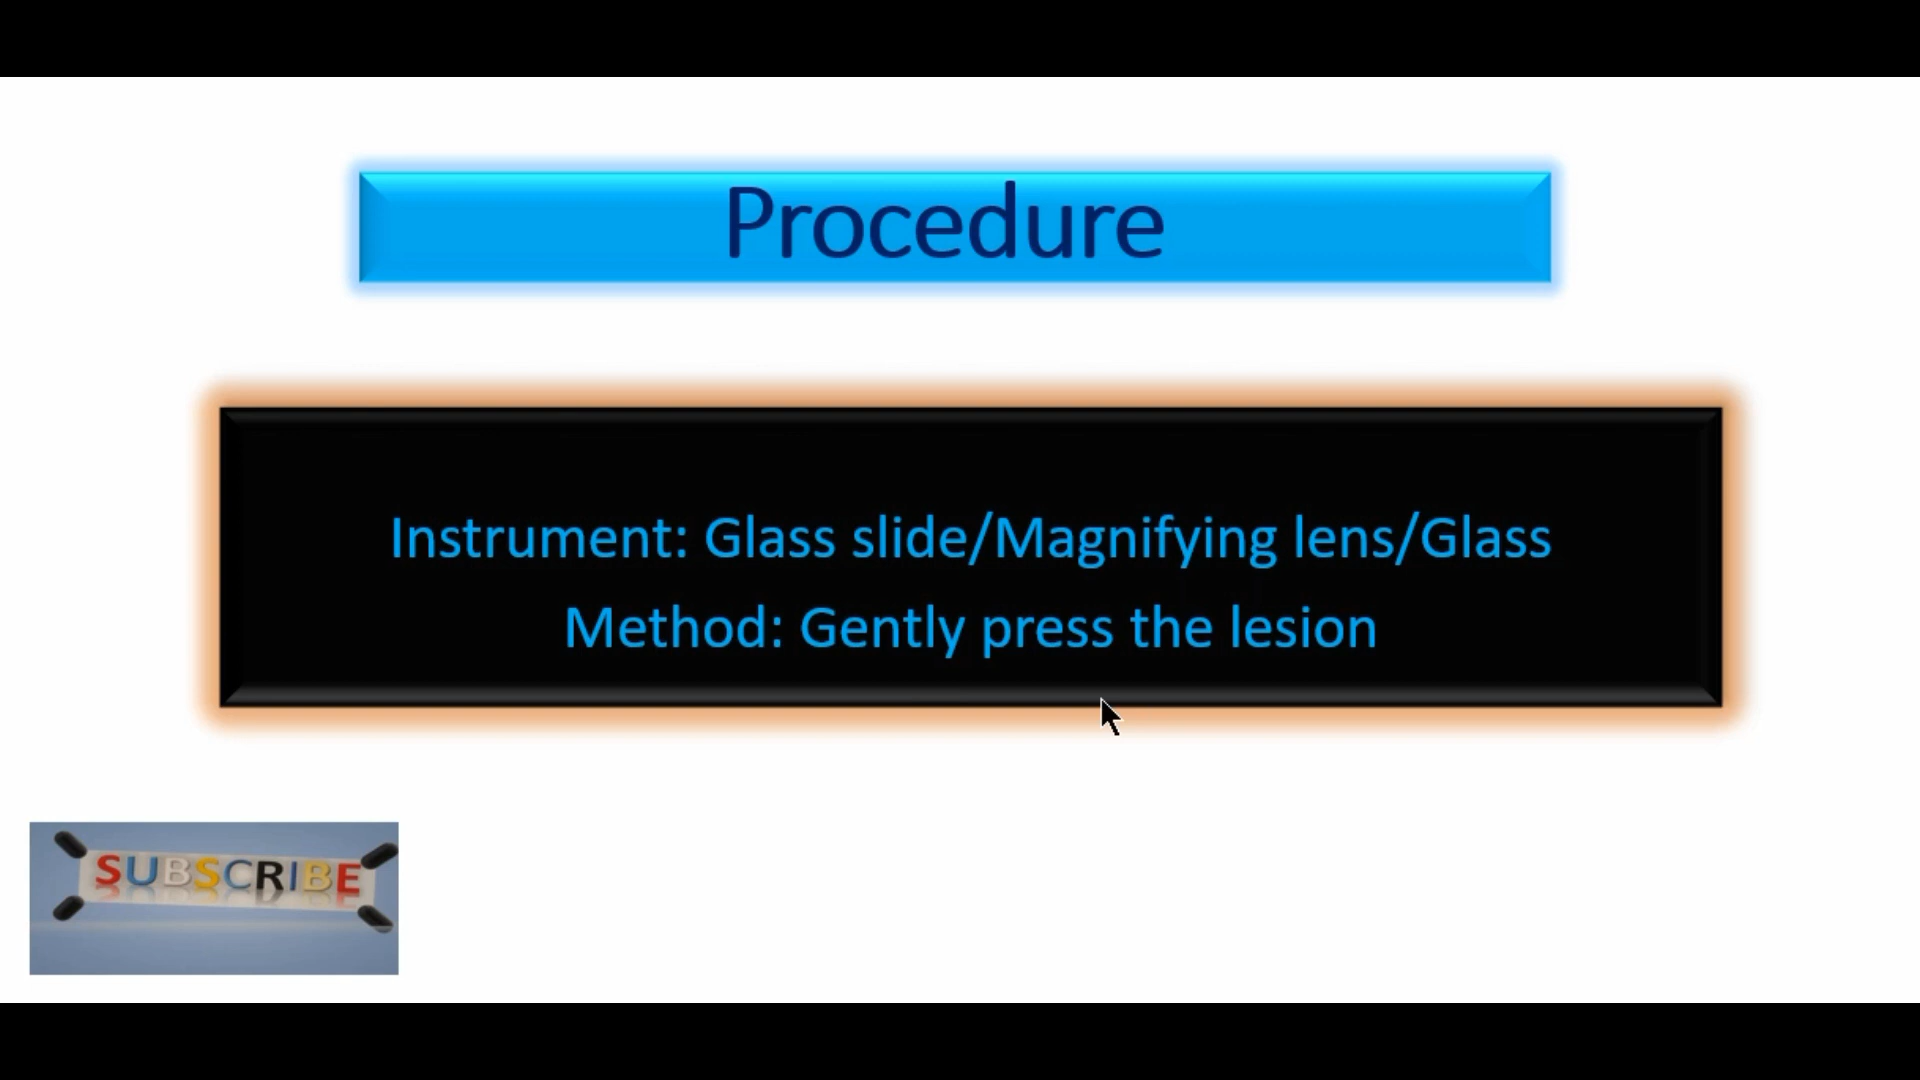 Procedure
Instrument: Glass slide/Magnifying lens/Glass
Method: Gently press the lesion
SUBSCRIBE